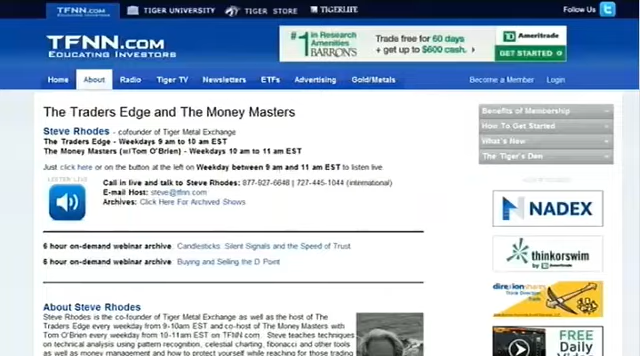 TIGER UNIVERSITY TIGER STORE TIGERLIFE Follow Us
TFNN.COM
EDUCATING INVESTORS
#1 in Research Amenities BARRON'S
Trade free for 60 days + get up to $600 cash.
TD Ameritrade
GET STARTED
Home About Radio Tiger TV Newsletters ETFs Advertising Gold/Metals Become a Member Login
The Traders Edge and The Money Masters
Steve Rhodes - cofounder of Tiger Metal Exchange
The Traders Edge - Weekdays 9 am to 10 am EST
The Money Masters (w/Tom O'Brien) - Weekdays 10 am to 11 am EST
Just click here or on the button at the left on Weekday between 9 am and 11 am EST to listen live
LISTEN LIVE
Call in live and talk to Steve Rhodes: 877-927-6648 | 727-445-1044 (international)
E-mail Host: steve@tfnn.com
Archives: Click Here For Archived Shows
6 hour on-demand webinar archive Candlesticks: Silent Signals and the Speed of Trust
6 hour on-demand webinar archive Buying and Selling the D Point
About Steve Rhodes
Steve Rhodes is the co-founder of Tiger Metal Exchange as well as the host of The
Traders Edge every weekday from 9-10am EST and co-host of The Money Masters with
Tom O'Brien every weekday from 10-11am EST on TFNN.com. Steve teaches techniques
on technical analysis using pattern recognition, celestial charting, fibonacci and other tools
as well as money management and how to protect yourself while reaching for those trading
Benefits of Membership
How To Get Started
What's New
The Tiger's Den
NADEX
thinkorswim
by TD Ameritrade
direxionshares
FREE
Daily
Video